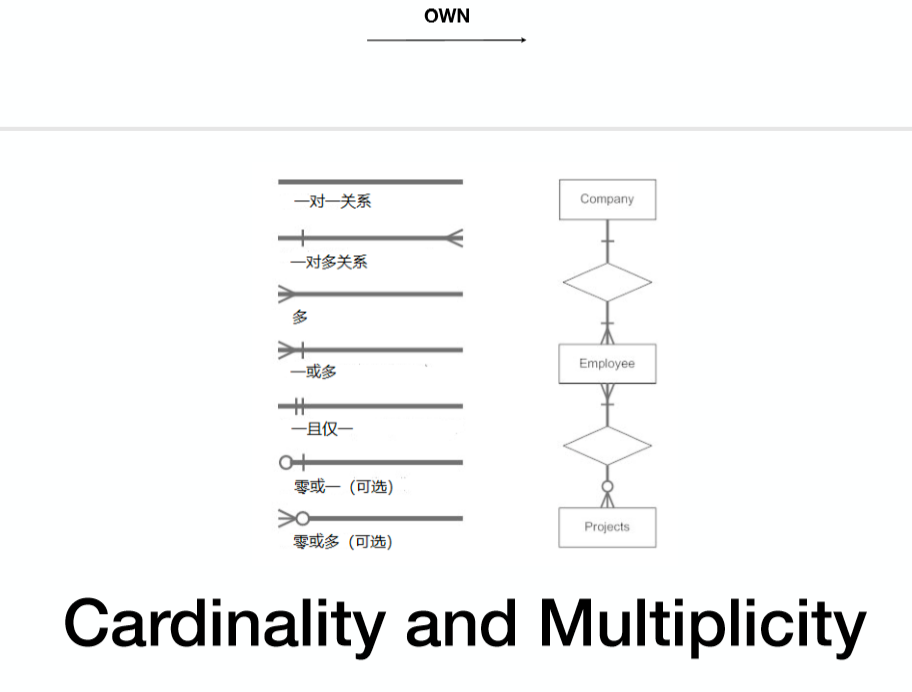 OWN
一对一关系
一对多关系
多
一或多
一且仅一
零或一（可选）
零或多（可选）
Company
Employee
Projects
Cardinality and Multiplicity